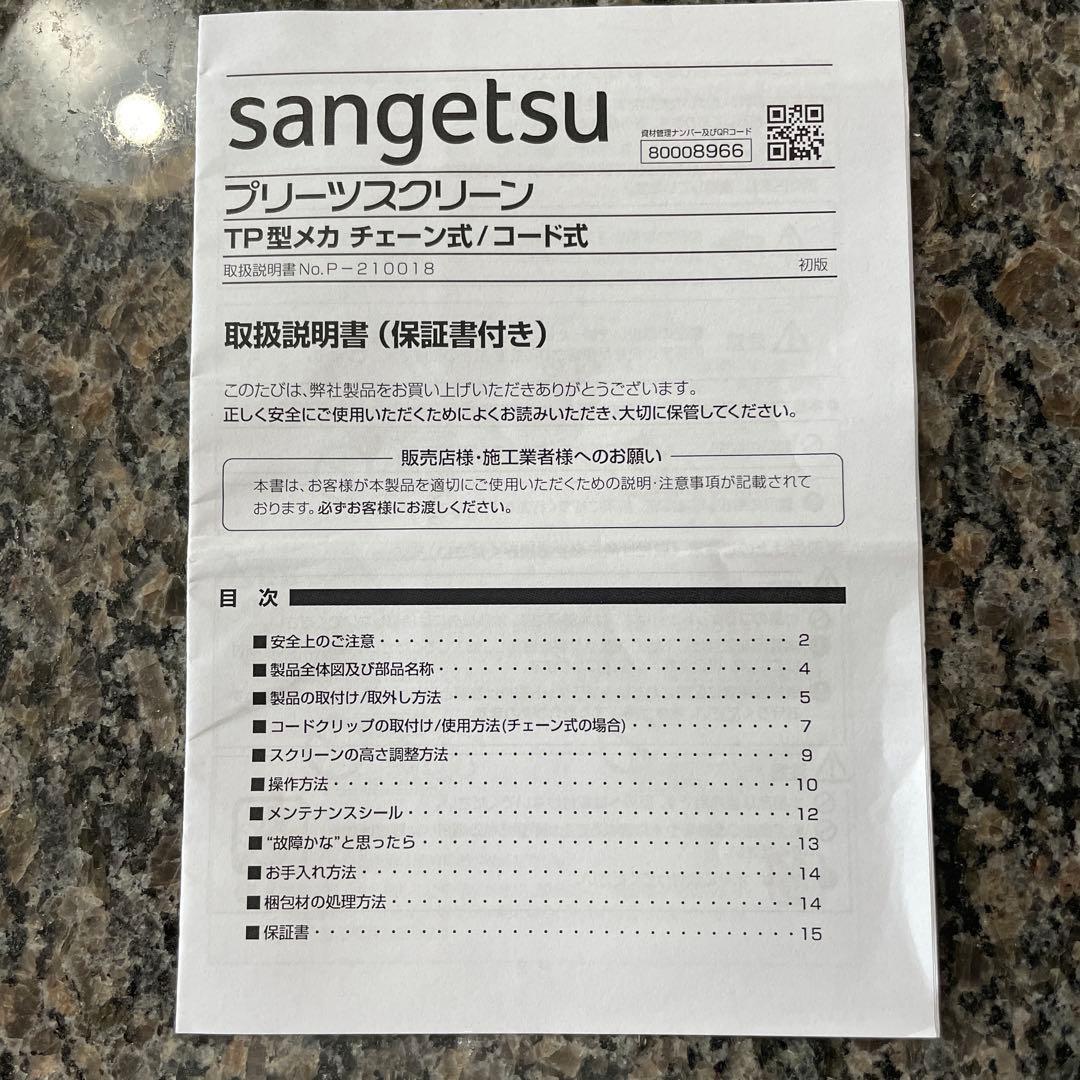 sangetsu
資材管理ナンバー及びQRコード
80008966
プリーツスクリーン
TP型メカ チェーン式/コード式
取扱説明書No.P-210018 初版
取扱説明書(保証書付き)
このたびは、弊社製品をお買い上げいただきありがとうございます。
正しく安全にご使用いただくためによくお読みいただき、大切に保管してください。
販売店様・施工業者様へのお願い
本書は、お客様が本製品を適切にご使用いただくための説明・注意事項が記載されて
おります。必ずお客様にお渡しください。
目 次
■安全上のご注意・・・・・・・・・・・・・・・・・・・・・・・・・・・・2
■製品全体図及び部品名称・・・・・・・・・・・・・・・・・・・・・・・・4
■製品の取付け/取外し方法・・・・・・・・・・・・・・・・・・・・・・・5
■コードクリップの取付け/使用方法(チェーン式の場合)・・・・・・・・・・・7
■スクリーンの高さ調整方法・・・・・・・・・・・・・・・・・・・・・・・9
■操作方法・・・・・・・・・・・・・・・・・・・・・・・・・・・・・・・10
■メンテナンスシール・・・・・・・・・・・・・・・・・・・・・・・・・・12
■“故障かな”と思ったら・・・・・・・・・・・・・・・・・・・・・・・・・13
■お手入れ方法・・・・・・・・・・・・・・・・・・・・・・・・・・・・・14
■梱包材の処理方法・・・・・・・・・・・・・・・・・・・・・・・・・・・14
■保証書・・・・・・・・・・・・・・・・・・・・・・・・・・・・・・・・15